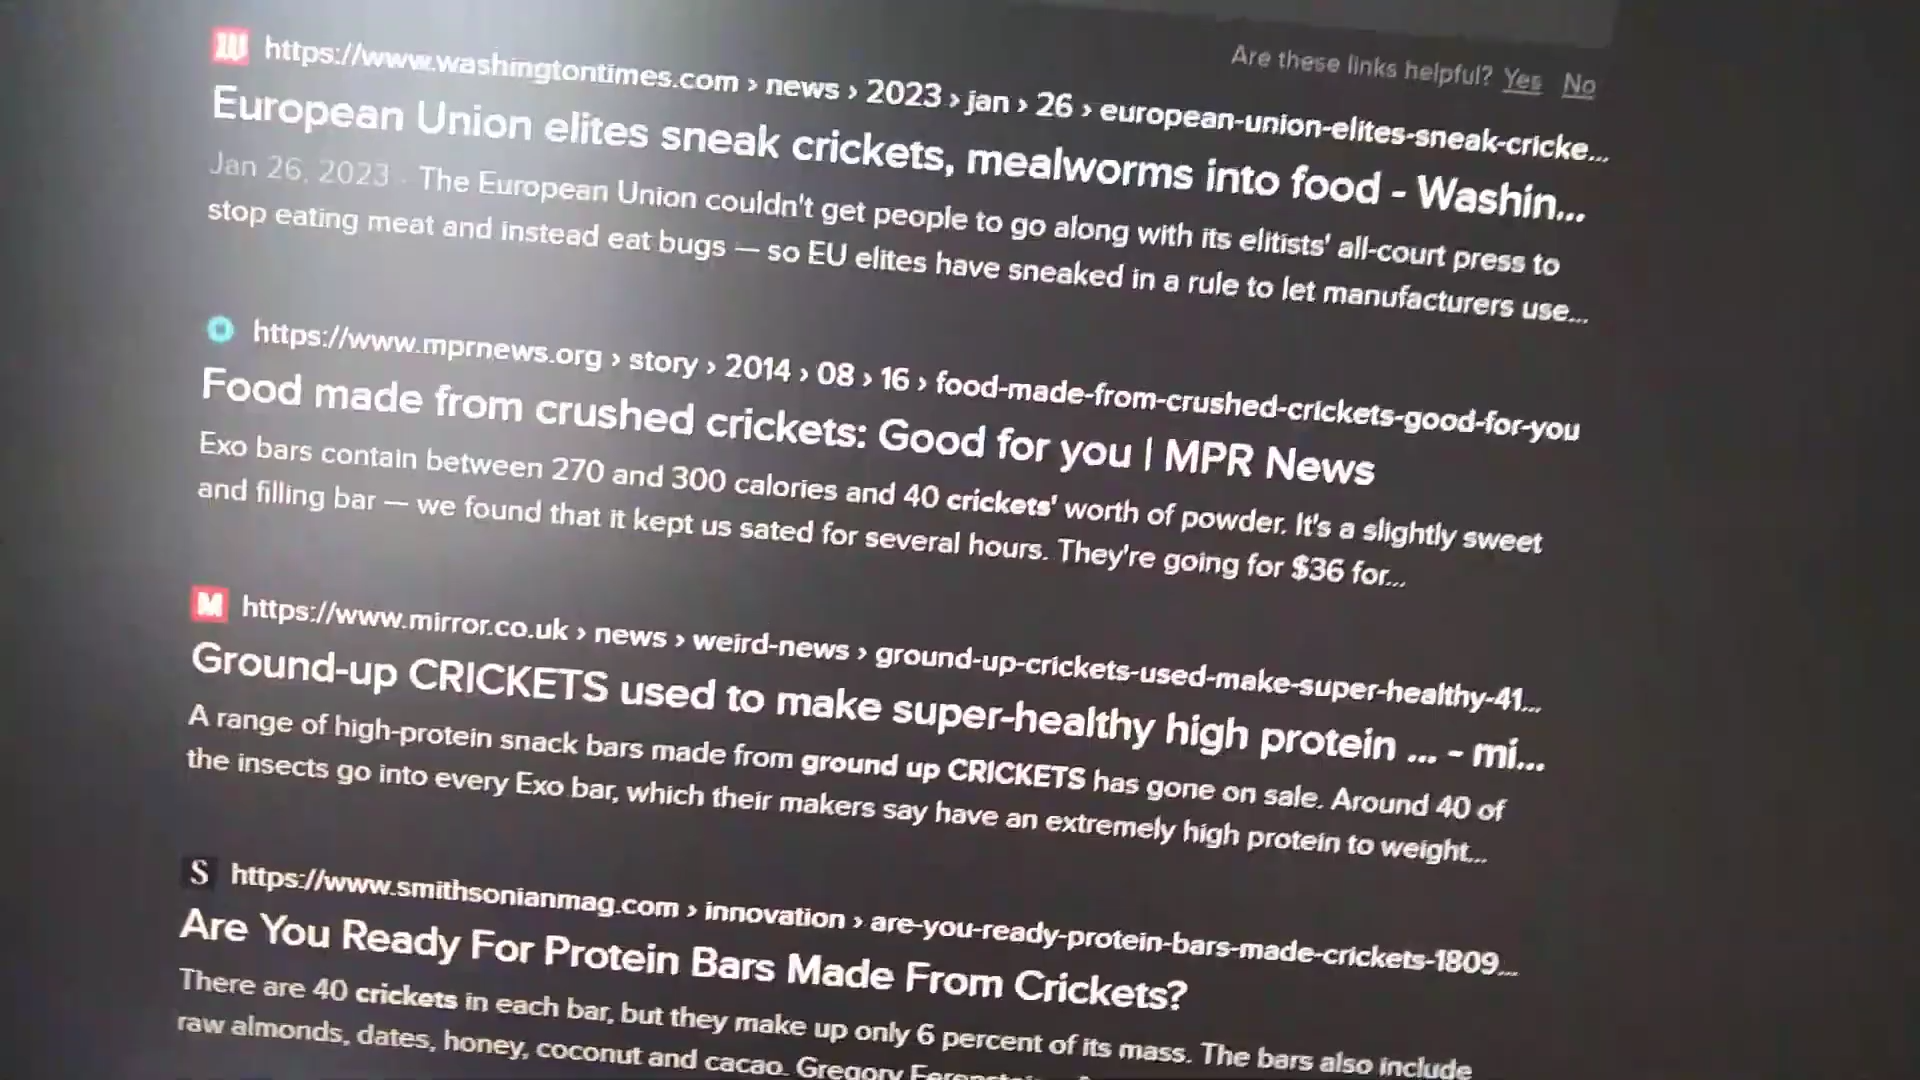 Are these links helpful? Yes No
https://www.washingtontimes.com › news › 2023 › jan › 26 › european-union-elites-sneak-cricke...
European Union elites sneak crickets, mealworms into food - Washin...
Jan 26, 2023 · The European Union couldn't get people to go along with its elitists' all-court press to
stop eating meat and instead eat bugs — so EU elites have sneaked in a rule to let manufacturers use...
https://www.mprnews.org › story › 2014 › 08 › 16 › food-made-from-crushed-crickets-good-for-you
Food made from crushed crickets: Good for you | MPR News
Exo bars contain between 270 and 300 calories and 40 crickets' worth of powder. It's a slightly sweet
and filling bar — we found that it kept us sated for several hours. They're going for $36 for...
M https://www.mirror.co.uk › news › weird-news › ground-up-crickets-used-make-super-healthy-41...
Ground-up CRICKETS used to make super-healthy high protein ... - mi...
A range of high-protein snack bars made from ground up CRICKETS has gone on sale. Around 40 of
the insects go into every Exo bar, which their makers say have an extremely high protein to weight...
S https://www.smithsonianmag.com › innovation › are-you-ready-protein-bars-made-crickets-1809...
Are You Ready For Protein Bars Made From Crickets?
There are 40 crickets in each bar, but they make up only 6 percent of its mass. The bars also include
raw almonds, dates, honey, coconut and cacao. Gregory